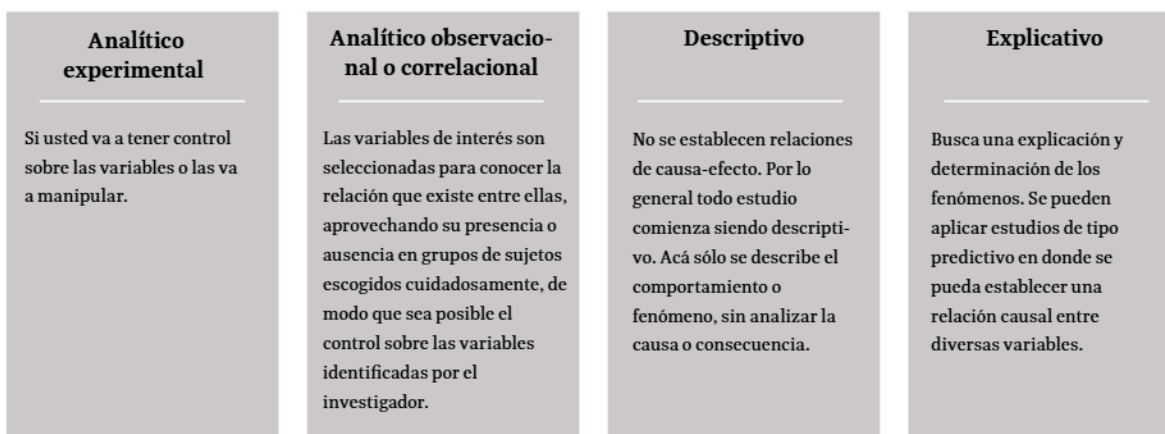 Analítico
experimental
Si usted va a tener control
sobre las variables o las va
a manipular.
Analítico observacio-
nal o correlacional
Las variables de interés son
seleccionadas para conocer la
relación que existe entre ellas,
aprovechando su presencia o
ausencia en grupos de sujetos
escogidos cuidadosamente, de
modo que sea posible el
control sobre las variables
identificadas por el
investigador.
Descriptivo
No se establecen relaciones
de causa-efecto. Por lo
general todo estudio
comienza siendo descripti-
vo. Acá sólo se describe el
comportamiento o
fenómeno, sin analizar la
causa o consecuencia.
Explicativo
Busca una explicación y
determinación de los
fenómenos. Se pueden
aplicar estudios de tipo
predictivo en donde se
pueda establecer una
relación causal entre
diversas variables.